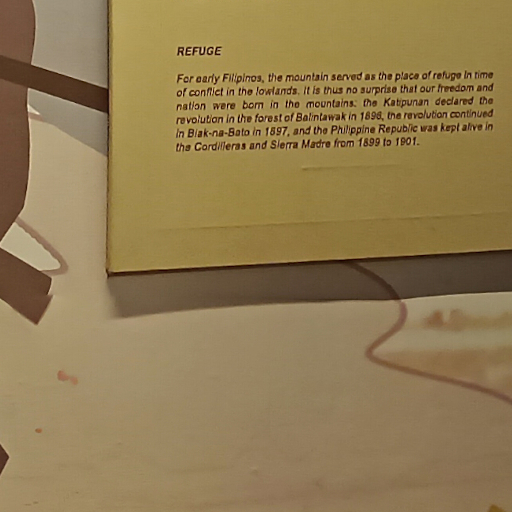 REFUGE
For early Filipinos, the mountain served as the place of refuge in time
of conflict in the lowlands. It is thus no surprise that our freedom and
nation were born in the mountains: the Katipunan declared the
revolution in the forest of Balintawak in 1896, the revolution continued
in Biak-na-Bato in 1897, and the Philippine Republic was kept alive in
the Cordilleras and Sierra Madre from 1899 to 1901.